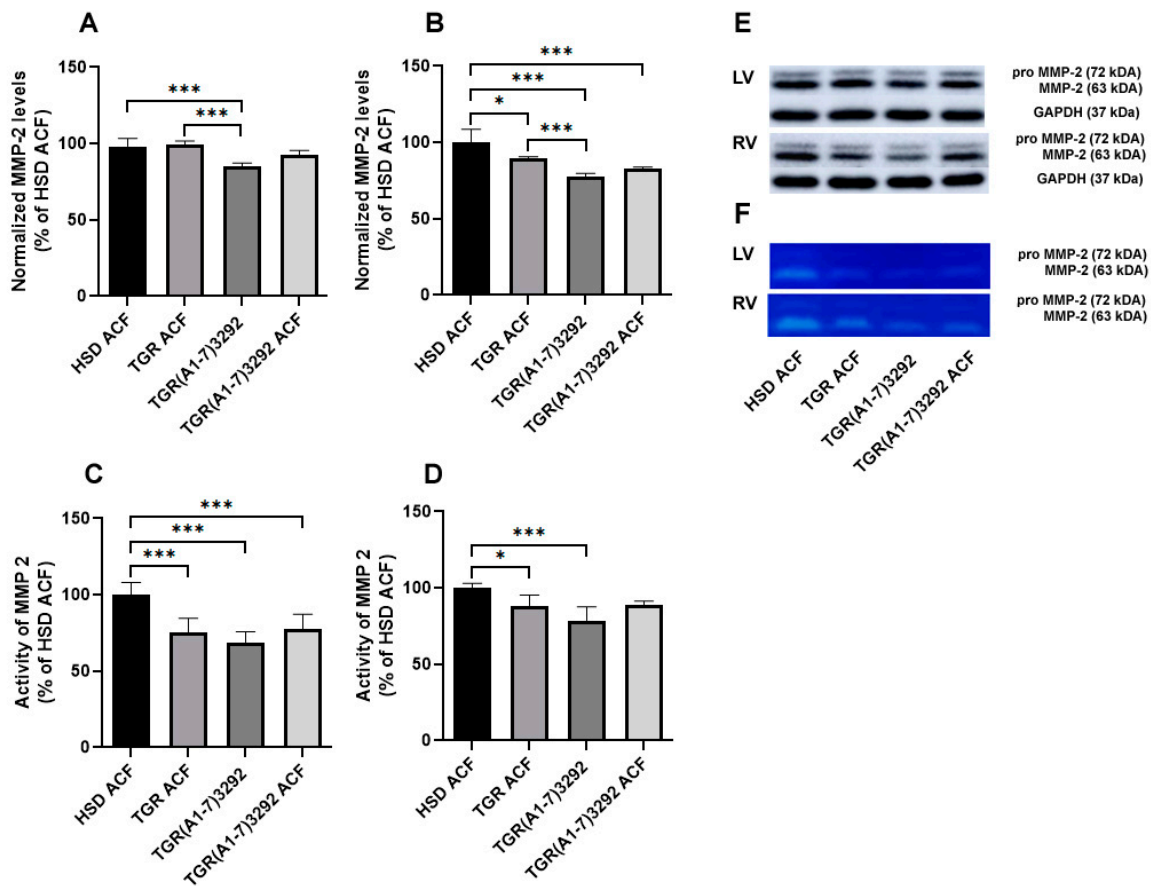 A
Normalized MMP-2 levels
(% of HSD ACF)
150
100
50
0
***
***
HSD ACF
TGR ACF
TGR(A1-7)3292
TGR(A1-7)3292 ACF
B
Normalized MMP-2 levels
(% of HSD ACF)
150
100
50
0
***
***
*
***
HSD ACF
TGR ACF
TGR(A1-7)3292
TGR(A1-7)3292 ACF
E
LV
pro MMP-2 (72 kDA)
MMP-2 (63 kDA)
GAPDH (37 kDa)
RV
pro MMP-2 (72 kDA)
MMP-2 (63 kDA)
GAPDH (37 kDa)
F
LV
pro MMP-2 (72 kDA)
MMP-2 (63 kDA)
RV
pro MMP-2 (72 kDA)
MMP-2 (63 kDA)
HSD ACF
TGR ACF
TGR(A1-7)3292
TGR(A1-7)3292 ACF
C
Activity of MMP 2
(% of HSD ACF)
150
100
50
0
***
***
***
HSD ACF
TGR ACF
TGR(A1-7)3292
TGR(A1-7)3292 ACF
D
Activity of MMP 2
(% of HSD ACF)
150
100
50
0
***
*
HSD ACF
TGR ACF
TGR(A1-7)3292
TGR(A1-7)3292 ACF